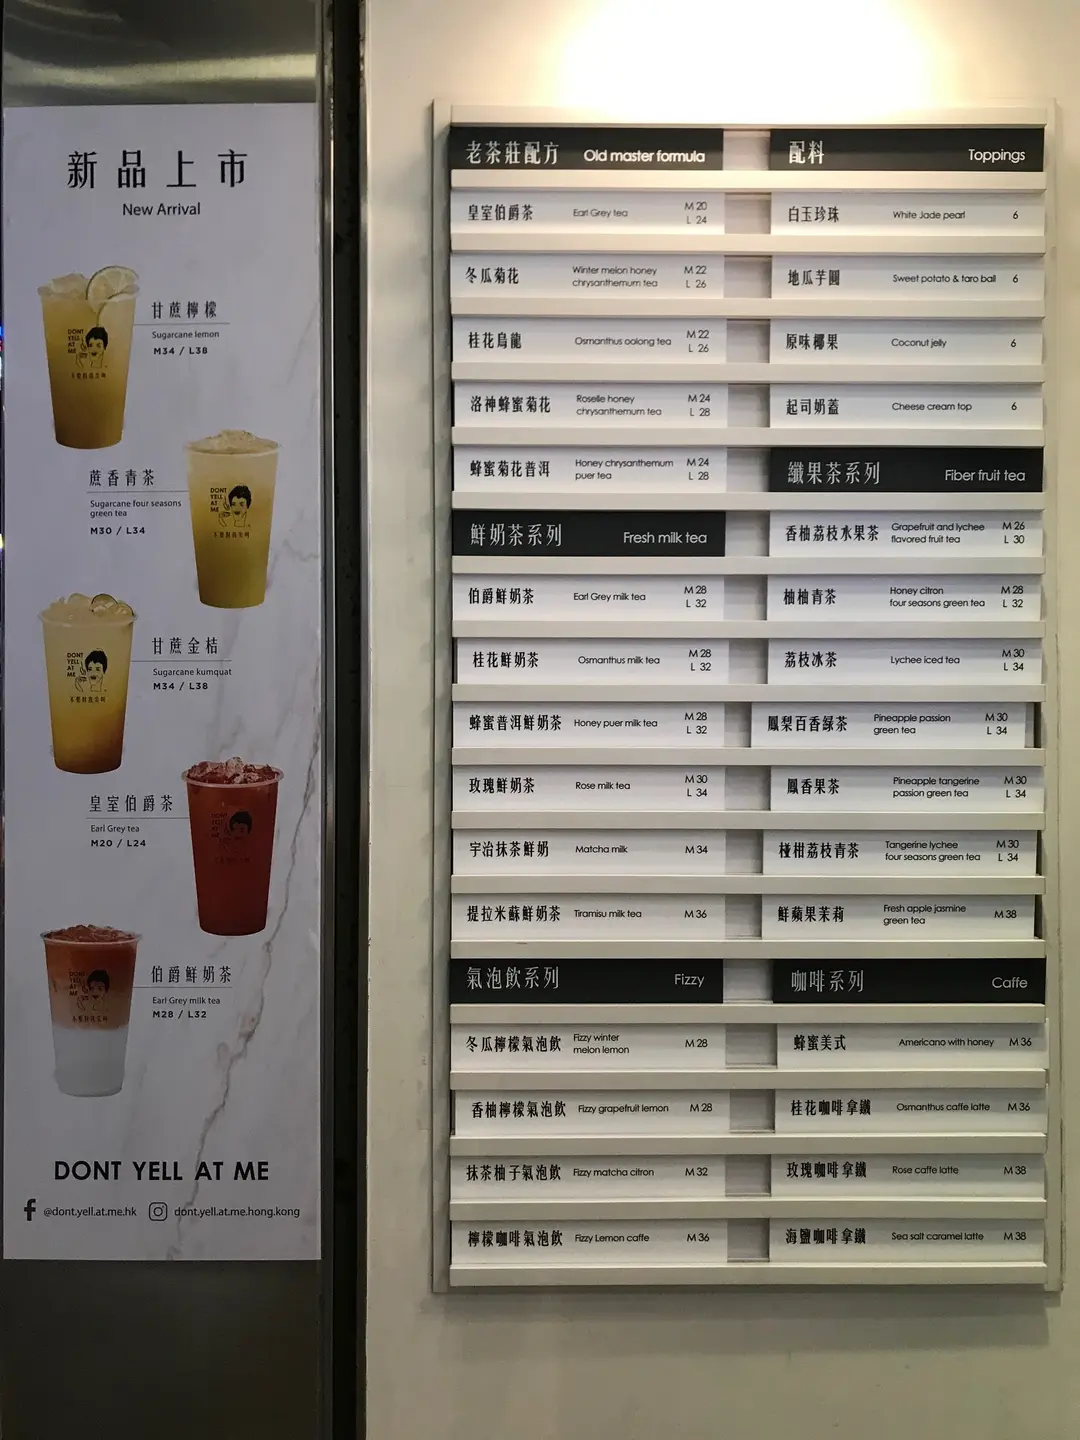 新品上市
New Arrival
甘蔗檸檬
Sugarcane lemon
M34 / L38
蔗香青茶
Sugarcane four seasons
green tea
M30 / L34
甘蔗金桔
Sugarcane kumquat
M34 / L38
皇室伯爵茶
Earl Grey tea
M20 / L24
伯爵鮮奶茶
Earl Grey milk tea
M28 / L32
DONT
YELL
AT
ME
DONT
YELL
AT
ME
DONT
YELL
AT
ME
DONT YELL AT ME
@dont.yell.at.me.hk dont.yell.at.me.hong.kong
老茶莊配方 Old master formula
皇室伯爵茶 Earl Grey tea M 20
L 24
冬瓜菊花 Winter melon honey M 22
chrysanthemum tea L 26
桂花烏龍 Osmanthus oolong tea M 22
L 26
洛神蜂蜜菊花 Roselle honey M 24
chrysanthemum tea L 28
蜂蜜菊花普洱 Honey chrysanthemum M 24
puer tea L 28
鮮奶茶系列 Fresh milk tea
伯爵鮮奶茶 Earl Grey milk tea M 28
L 32
桂花鮮奶茶 Osmanthus milk tea M 28
L 32
蜂蜜普洱鮮奶茶 Honey puer milk tea M 28
L 32
玫瑰鮮奶茶 Rose milk tea M 30
L 34
宇治抹茶鮮奶 Matcha milk M 34
提拉米蘇鮮奶茶 Tiramisu milk tea M 36
氣泡飲系列 Fizzy
冬瓜檸檬氣泡飲 Fizzy winter
melon lemon M 28
香柚檸檬氣泡飲 Fizzy grapefruit lemon M 28
抹茶柚子氣泡飲 Fizzy matcha citron M 32
檸檬咖啡氣泡飲 Fizzy Lemon caffe M 36
配料 Toppings
白玉珍珠 White Jade pearl 6
地瓜芋圓 Sweet potato & taro ball 6
原味椰果 Coconut jelly 6
起司奶蓋 Cheese cream top 6
纖果茶系列 Fiber fruit tea
香柚荔枝水果茶 Grapefruit and lychee M 26
flavored fruit tea L 30
柚柚青茶 Honey citron M 28
four seasons green tea L 32
荔枝冰茶 Lychee iced tea M 30
L 34
鳳梨百香綠茶 Pineapple passion M 30
green tea L 34
鳳香果茶 Pineapple tangerine M 30
passion green tea L 34
椪柑荔枝青茶 Tangerine lychee M 30
four seasons green tea L 34
鮮蘋果茉莉 Fresh apple jasmine
green tea M 38
咖啡系列 Caffe
蜂蜜美式 Americano with honey M 36
桂花咖啡拿鐵 Osmanthus caffe latte M 36
玫瑰咖啡拿鐵 Rose caffe latte M 38
海鹽咖啡拿鐵 Sea salt caramel latte M 38